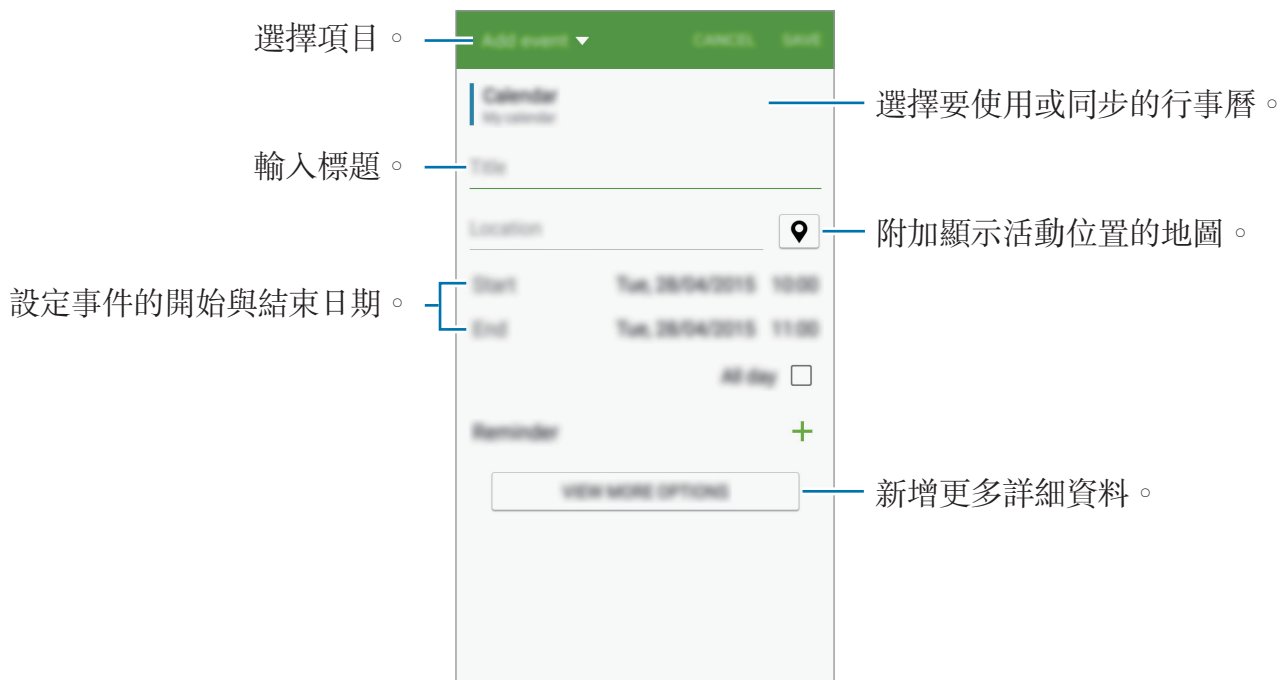 選擇項目。
Add event
CANCEL SAVE
Calendar
My calendar
選擇要使用或同步的行事曆。
輸入標題。
Title
Location
附加顯示活動位置的地圖。
設定事件的開始與結束日期。
Start Tue, 28/04/2015 10:00
End Tue, 28/04/2015 11:00
All day
Reminder
VIEW MORE OPTIONS
新增更多詳細資料。